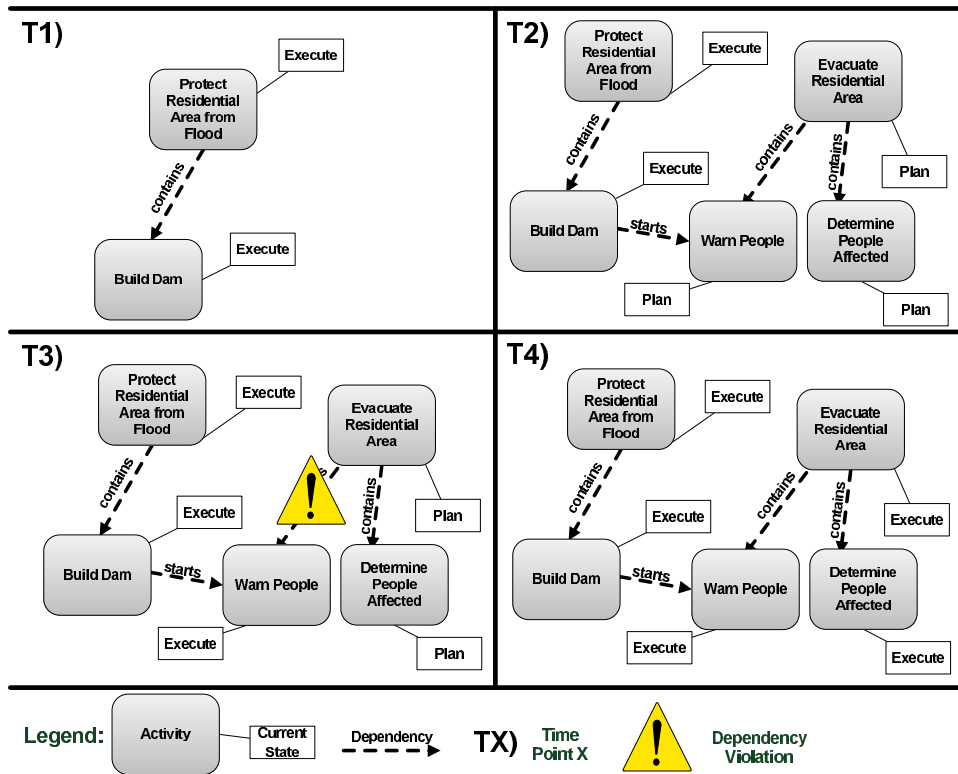 T1)
Execute
Protect
Residential
Area from
Flood
contains
Execute
Build Dam
T2)
Protect
Residential
Area from
Flood
Execute
Evacuate
Residential
Area
contains
contains
contains
Plan
Execute
Build Dam
starts
Warn People
Determine
People
Affected
Plan
Plan
T3)
Protect
Residential
Area from
Flood
Execute
Evacuate
Residential
Area
contains
s
contains
Plan
Execute
Build Dam
starts
Warn People
Determine
People
Affected
Execute
Plan
T4)
Protect
Residential
Area from
Flood
Execute
Evacuate
Residential
Area
contains
contains
contains
Execute
Execute
Build Dam
starts
Warn People
Determine
People
Affected
Execute
Execute
Legend:
Activity
Current
State
Dependency
TX)
Time
Point X
Dependency
Violation